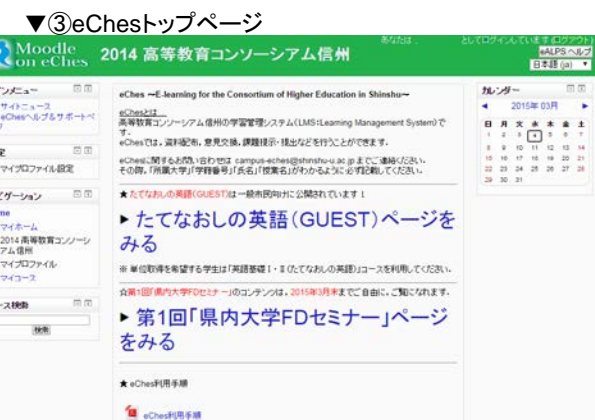 ▼③eChesトップページ
Moodle on eChes
2014 高等教育コンソーシアム信州
あなたは
としてログインしています (ログアウト)
eALPS ヘルプ
日本語 (ja)
インメニュー
サイトニュース
eChesヘルプ&サポートペ
マイプロファイル設定
ビゲーション
マイホーム
2014 高等教育コンソーシアム信州
マイプロファイル
マイコース
ース検索
検索
eChes ~E-learning for the Consortium of Higher Education in Shinshu~
eChesとは
高等教育コンソーシアム信州の学習管理システム(LMS:Learning Management System)です。
eChesでは、資料配布、意見交換、課題提示・提出などを行うことができます。
eChesに関するお問い合わせは campus-eches@shinshu-u.ac.jp までご連絡ください。
その際、「所属大学」「学籍番号」「氏名」「授業名」がわかるように必ず記載してください。
★たてなおしの英語(GUEST)は一般市民向けに公開されています!
▶ たてなおしの英語(GUEST)ページをみる
※ 単位取得を希望する学生は「英語基礎Ⅰ・Ⅱ(たてなおしの英語)」コースを利用してください。
☆第1回「県内大学FDセミナー」のコンテンツは、2015年3月末までご自由に、ご覧になれます。
▶ 第1回「県内大学FDセミナー」ページをみる
★ eChes利用手順
eChes利用手順
カレンダー
◀ 2015年 03月 ▶
日 月 火 水 木 金 土
1 2 3 4 5 6 7
8 9 10 11 12 13 14
15 16 17 18 19 20 21
22 23 24 25 26 27 28
29 30 31